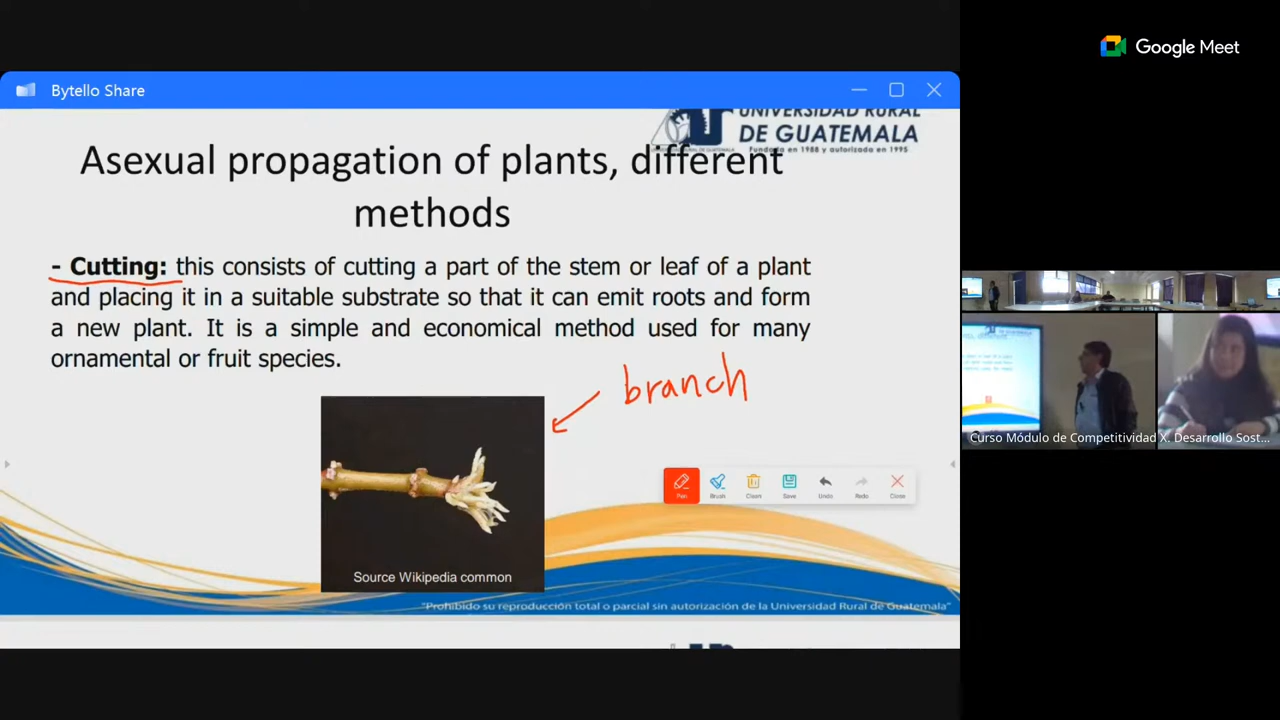 Google Meet
Bytello Share
UNIVERSIDAD RURAL
DE GUATEMALA
Fundada en 1988 y autorizada en 1995
Asexual propagation of plants, different
methods
- Cutting: this consists of cutting a part of the stem or leaf of a plant
and placing it in a suitable substrate so that it can emit roots and form
a new plant. It is a simple and economical method used for many
ornamental or fruit species.
branch
Pen Brush Clean Save Undo Redo Close
Source Wikipedia common
"Prohibido su reproducción total o parcial sin autorización de la Universidad Rural de Guatemala"
Curso Módulo de Competitividad X. Desarrollo Sost...